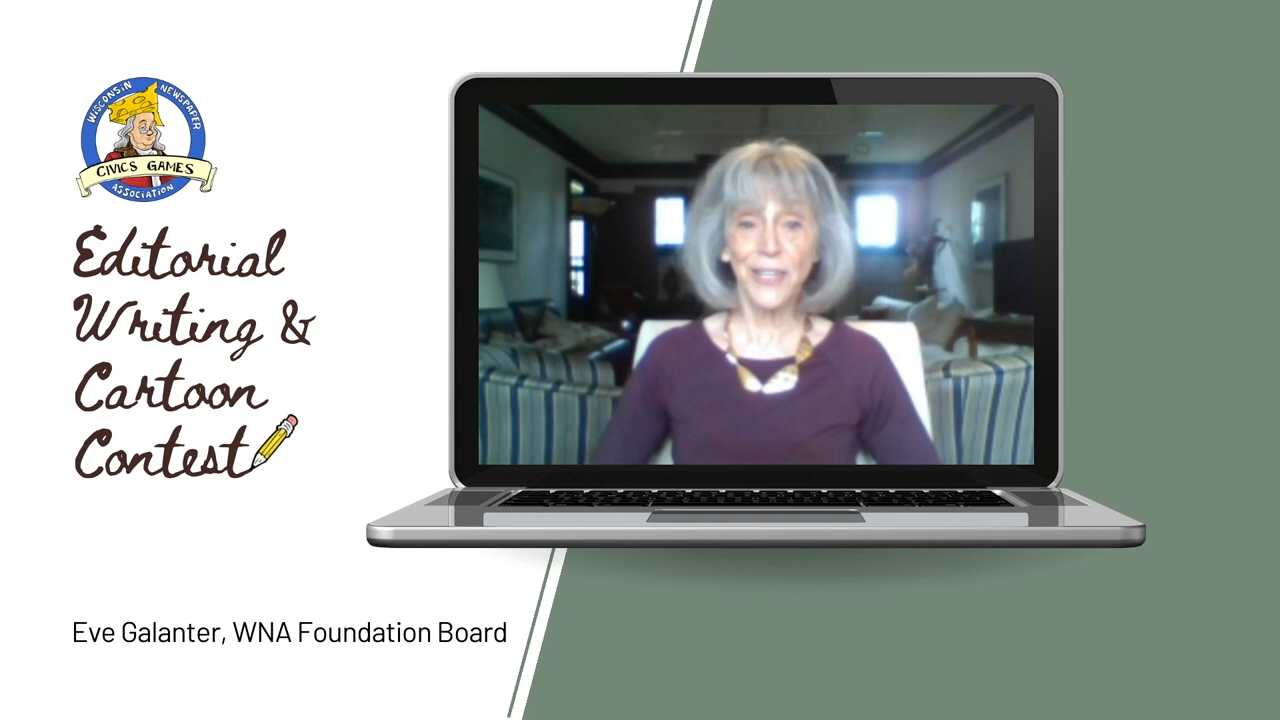 WISCONSIN NEWSPAPER
CIVICS GAMES
ASSOCIATION
Editorial
Writing &
Cartoon
Contest
Eve Galanter, WNA Foundation Board